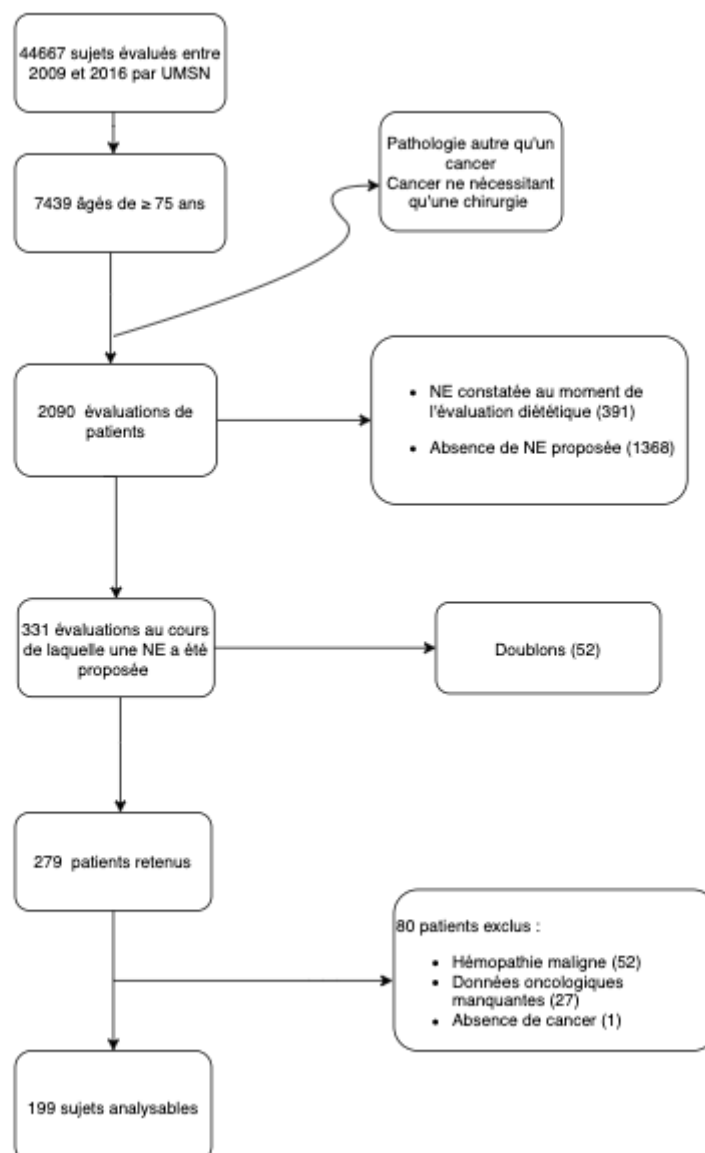 44667 sujets évalués entre
2009 et 2016 par UMSN
Pathologie autre qu'un
cancer
Cancer ne nécessitant
qu'une chirurgie
7439 âgés de ≥ 75 ans
2090 évaluations de
patients
• NE constatée au moment de
l'évaluation diététique (391)
• Absence de NE proposée (1368)
331 évaluations au cours
de laquelle une NE a été
proposée
Doublons (52)
279 patients retenus
80 patients exclus :
• Hémopathie maligne (52)
• Données oncologiques
manquantes (27)
• Absence de cancer (1)
199 sujets analysables